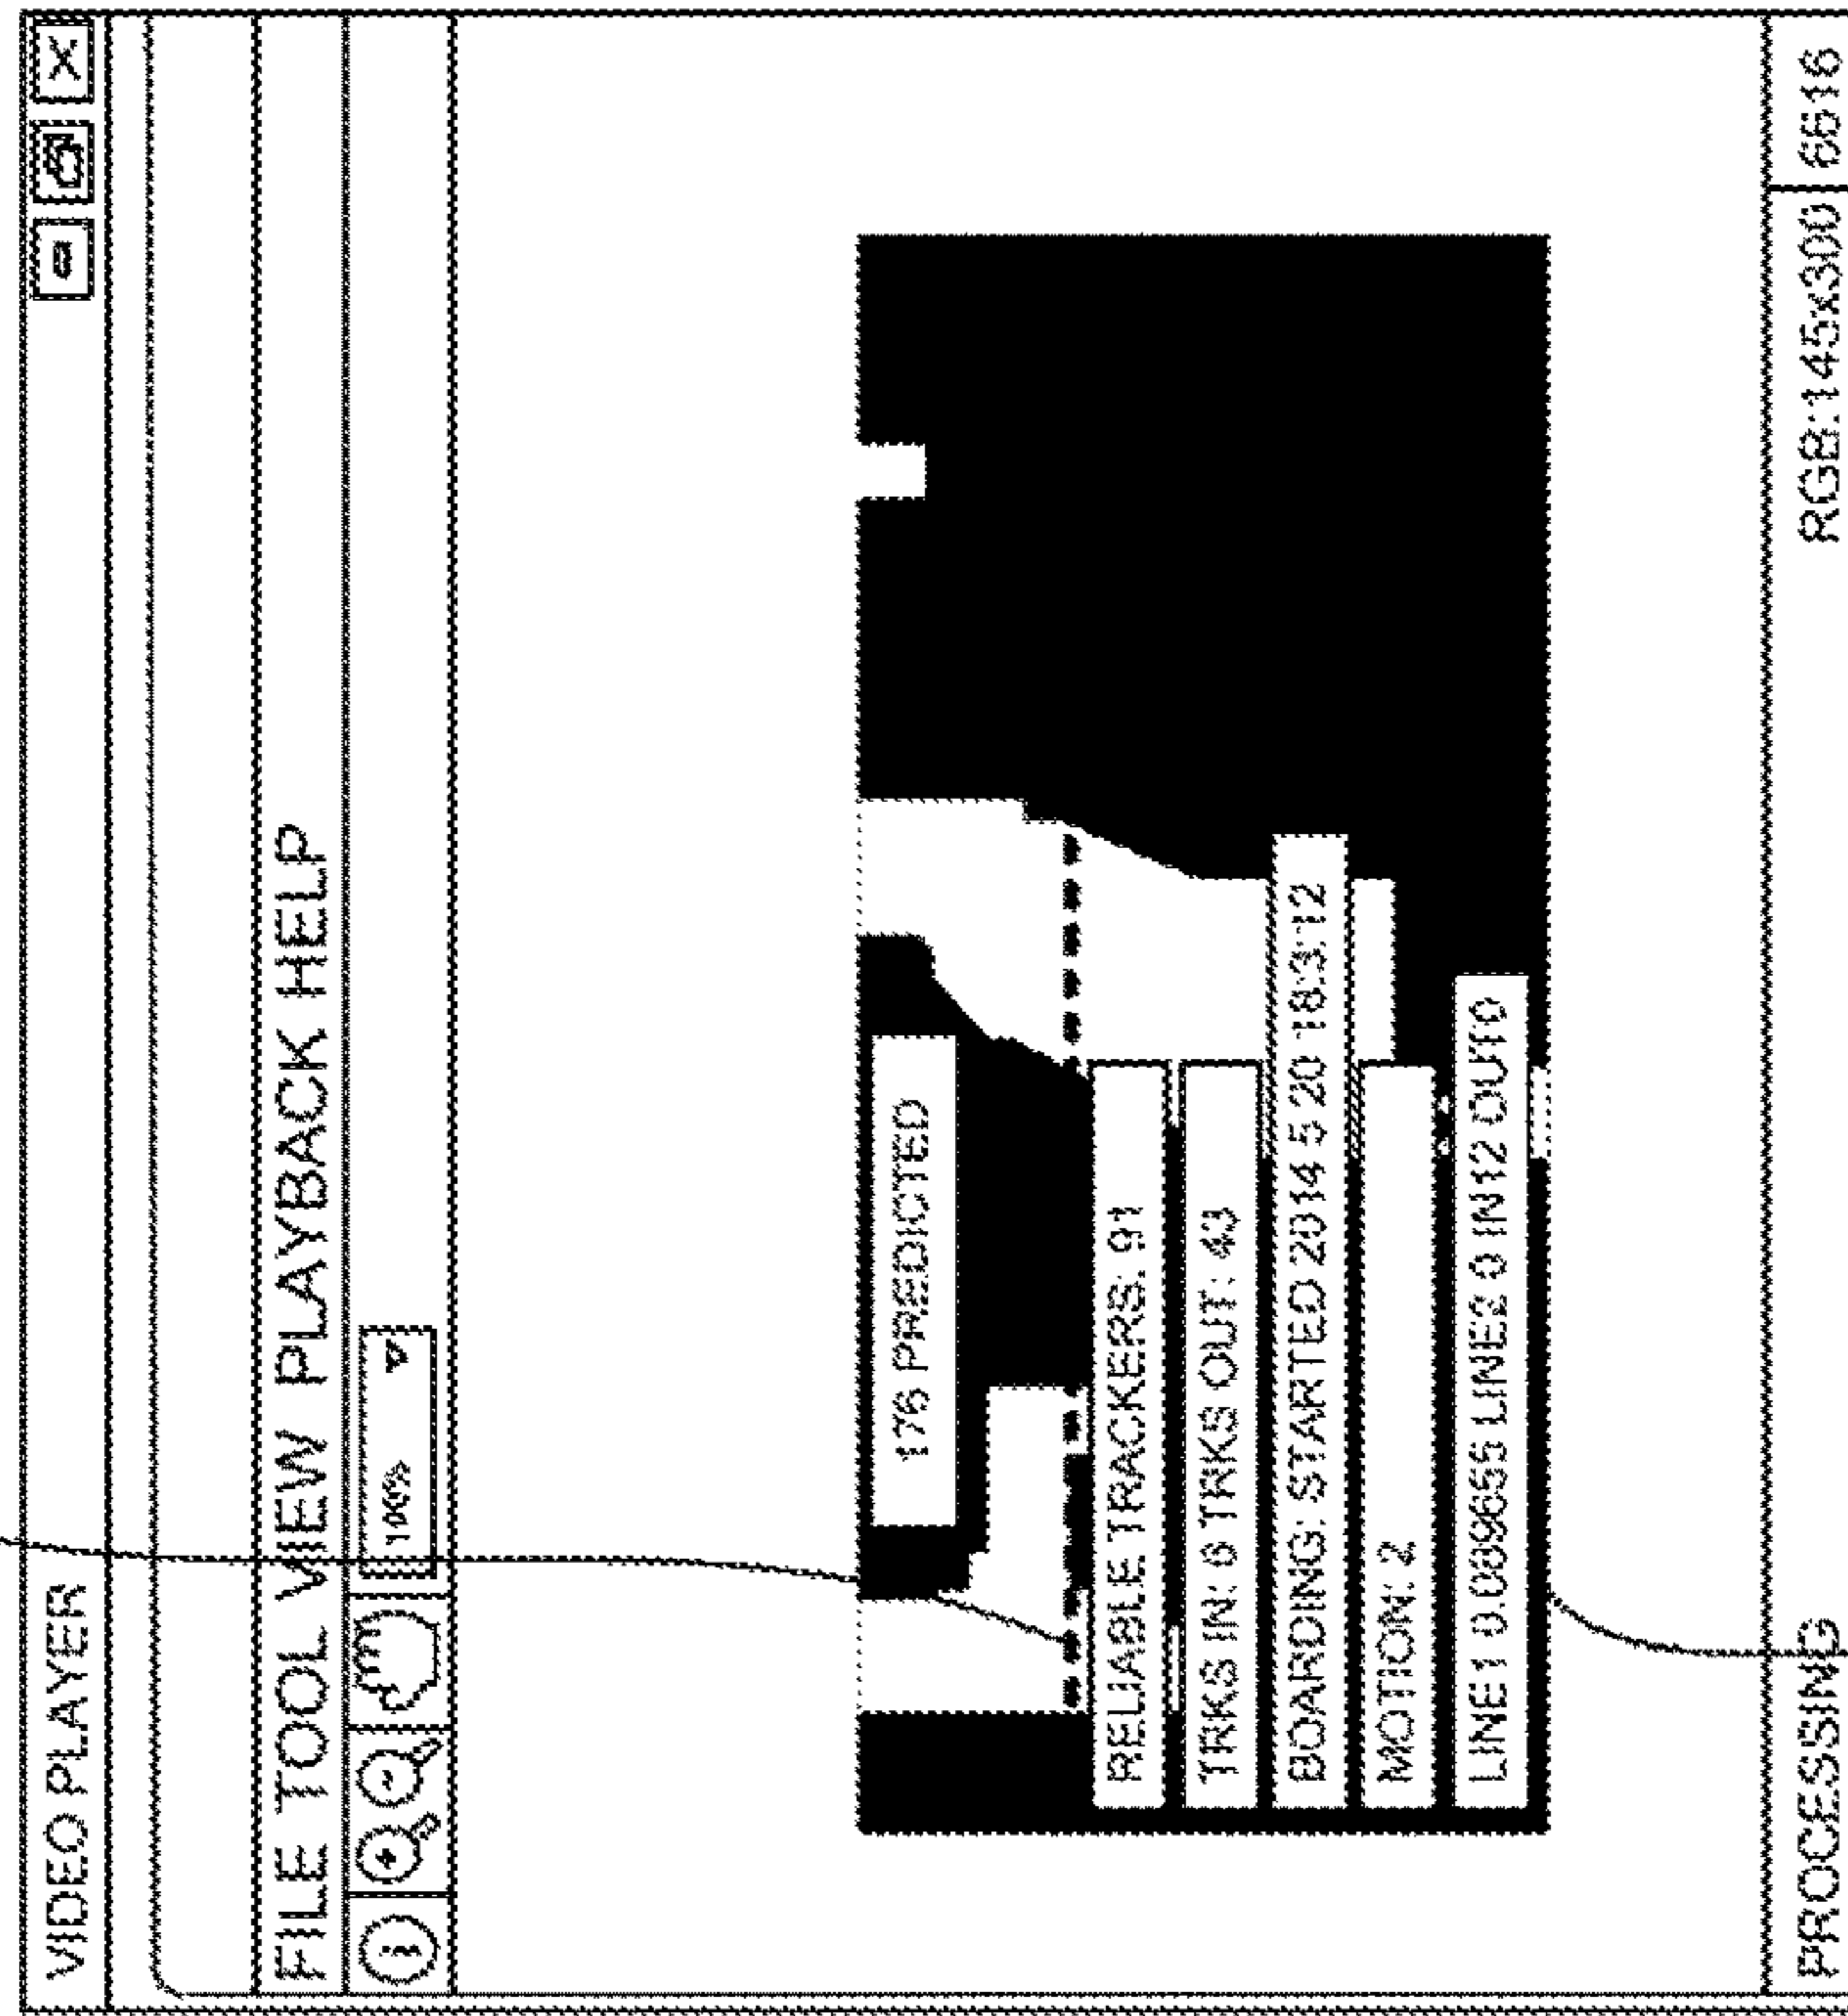 VIDEO PLAYER
FILE TOOL VIEW PLAYBACK HELP
100%
176 PREDICTED
RELIABLE TRACKERS: 91
TRKS IN: 6 TRKS OUT: 43
BOARDING: STARTED 2014 5 20 18:3:12
MOTION: 2
LINE1 0.089655 LINE2 0 IN12 OUT0
PROCESSING RGB:145x300 6616